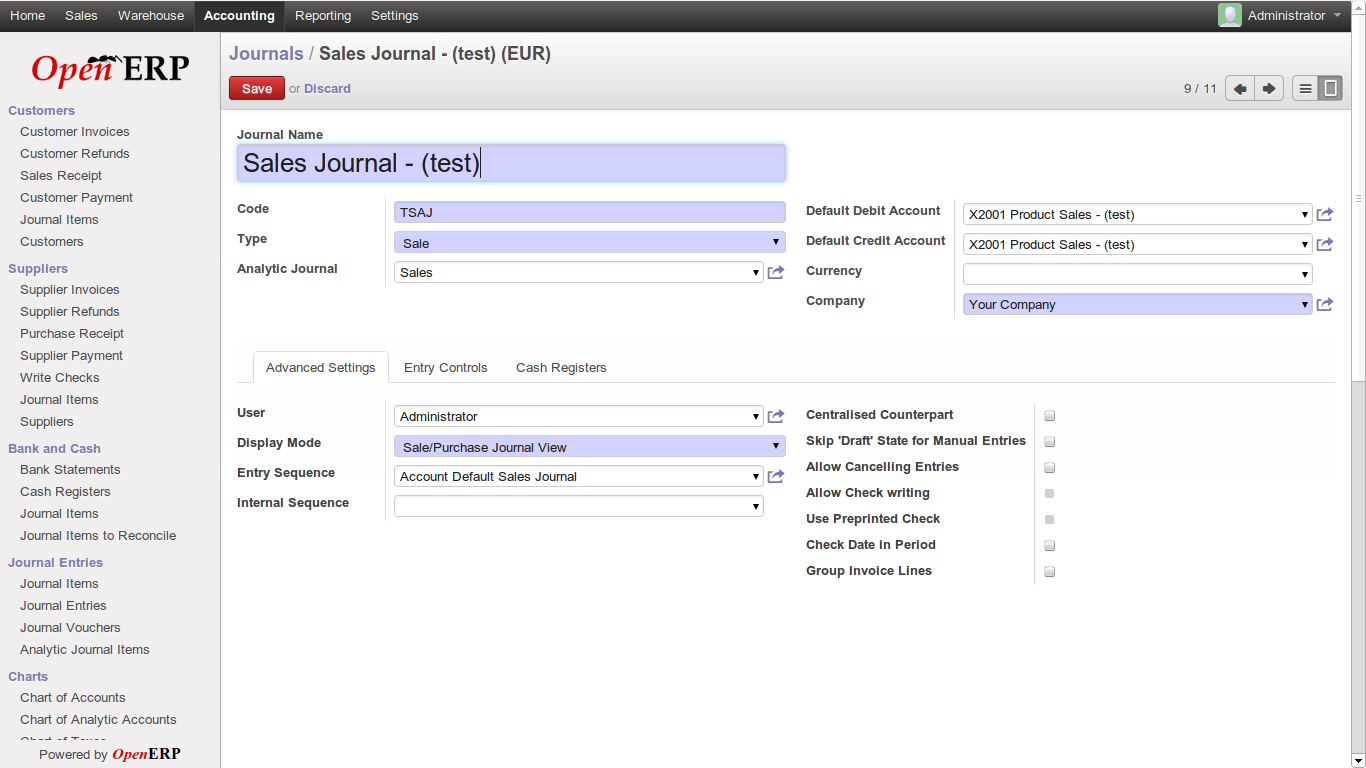 Home Sales Warehouse Accounting Reporting Settings Administrator
Open ERP
Customers
Customer Invoices
Customer Refunds
Sales Receipt
Customer Payment
Journal Items
Customers
Suppliers
Supplier Invoices
Supplier Refunds
Purchase Receipt
Supplier Payment
Write Checks
Journal Items
Suppliers
Bank and Cash
Bank Statements
Cash Registers
Journal Items
Journal Items to Reconcile
Journal Entries
Journal Items
Journal Entries
Journal Vouchers
Analytic Journal Items
Charts
Chart of Accounts
Chart of Analytic Accounts
Chart of Taxes
Powered by OpenERP
Journals / Sales Journal - (test) (EUR)
Save or Discard 9 / 11
Journal Name
Sales Journal - (test)
Code TSAJ
Type Sale
Analytic Journal Sales
Default Debit Account X2001 Product Sales - (test)
Default Credit Account X2001 Product Sales - (test)
Currency
Company Your Company
Advanced Settings Entry Controls Cash Registers
User Administrator
Display Mode Sale/Purchase Journal View
Entry Sequence Account Default Sales Journal
Internal Sequence
Centralised Counterpart
Skip 'Draft' State for Manual Entries
Allow Cancelling Entries
Allow Check writing
Use Preprinted Check
Check Date in Period
Group Invoice Lines